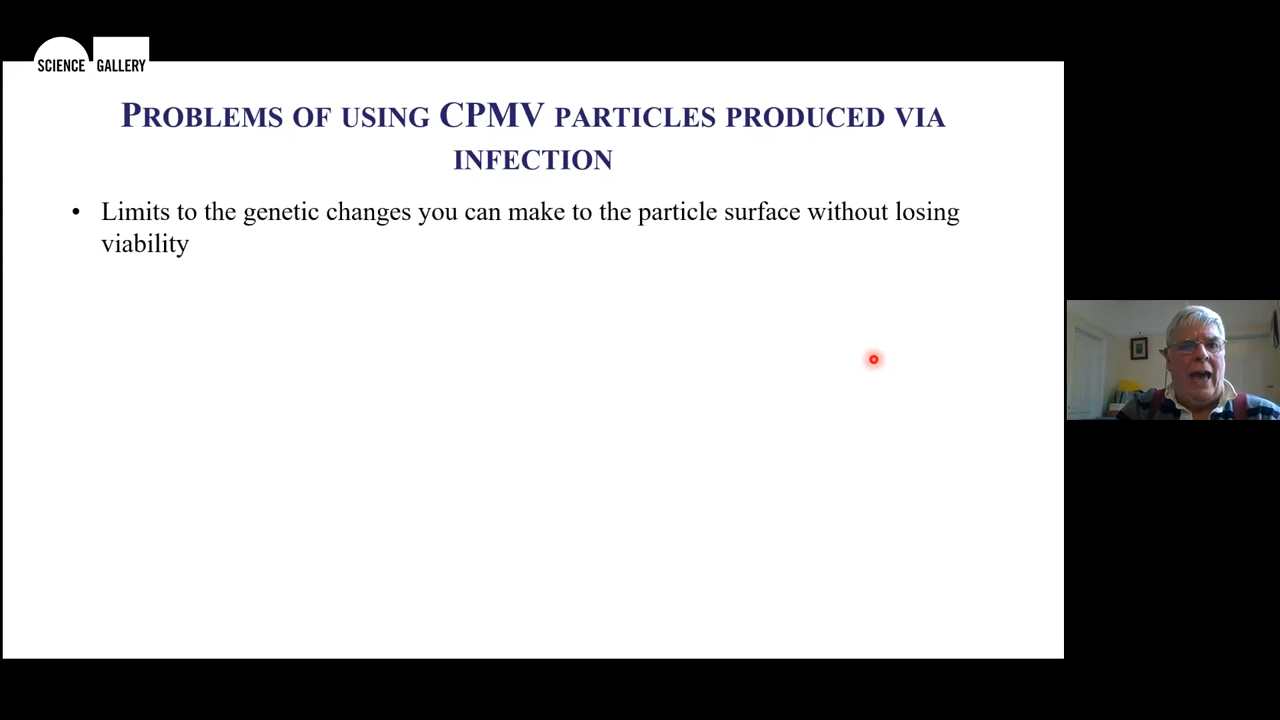 SCIENCE GALLERY
PROBLEMS OF USING CPMV PARTICLES PRODUCED VIA
INFECTION
• Limits to the genetic changes you can make to the particle surface without losing
viability